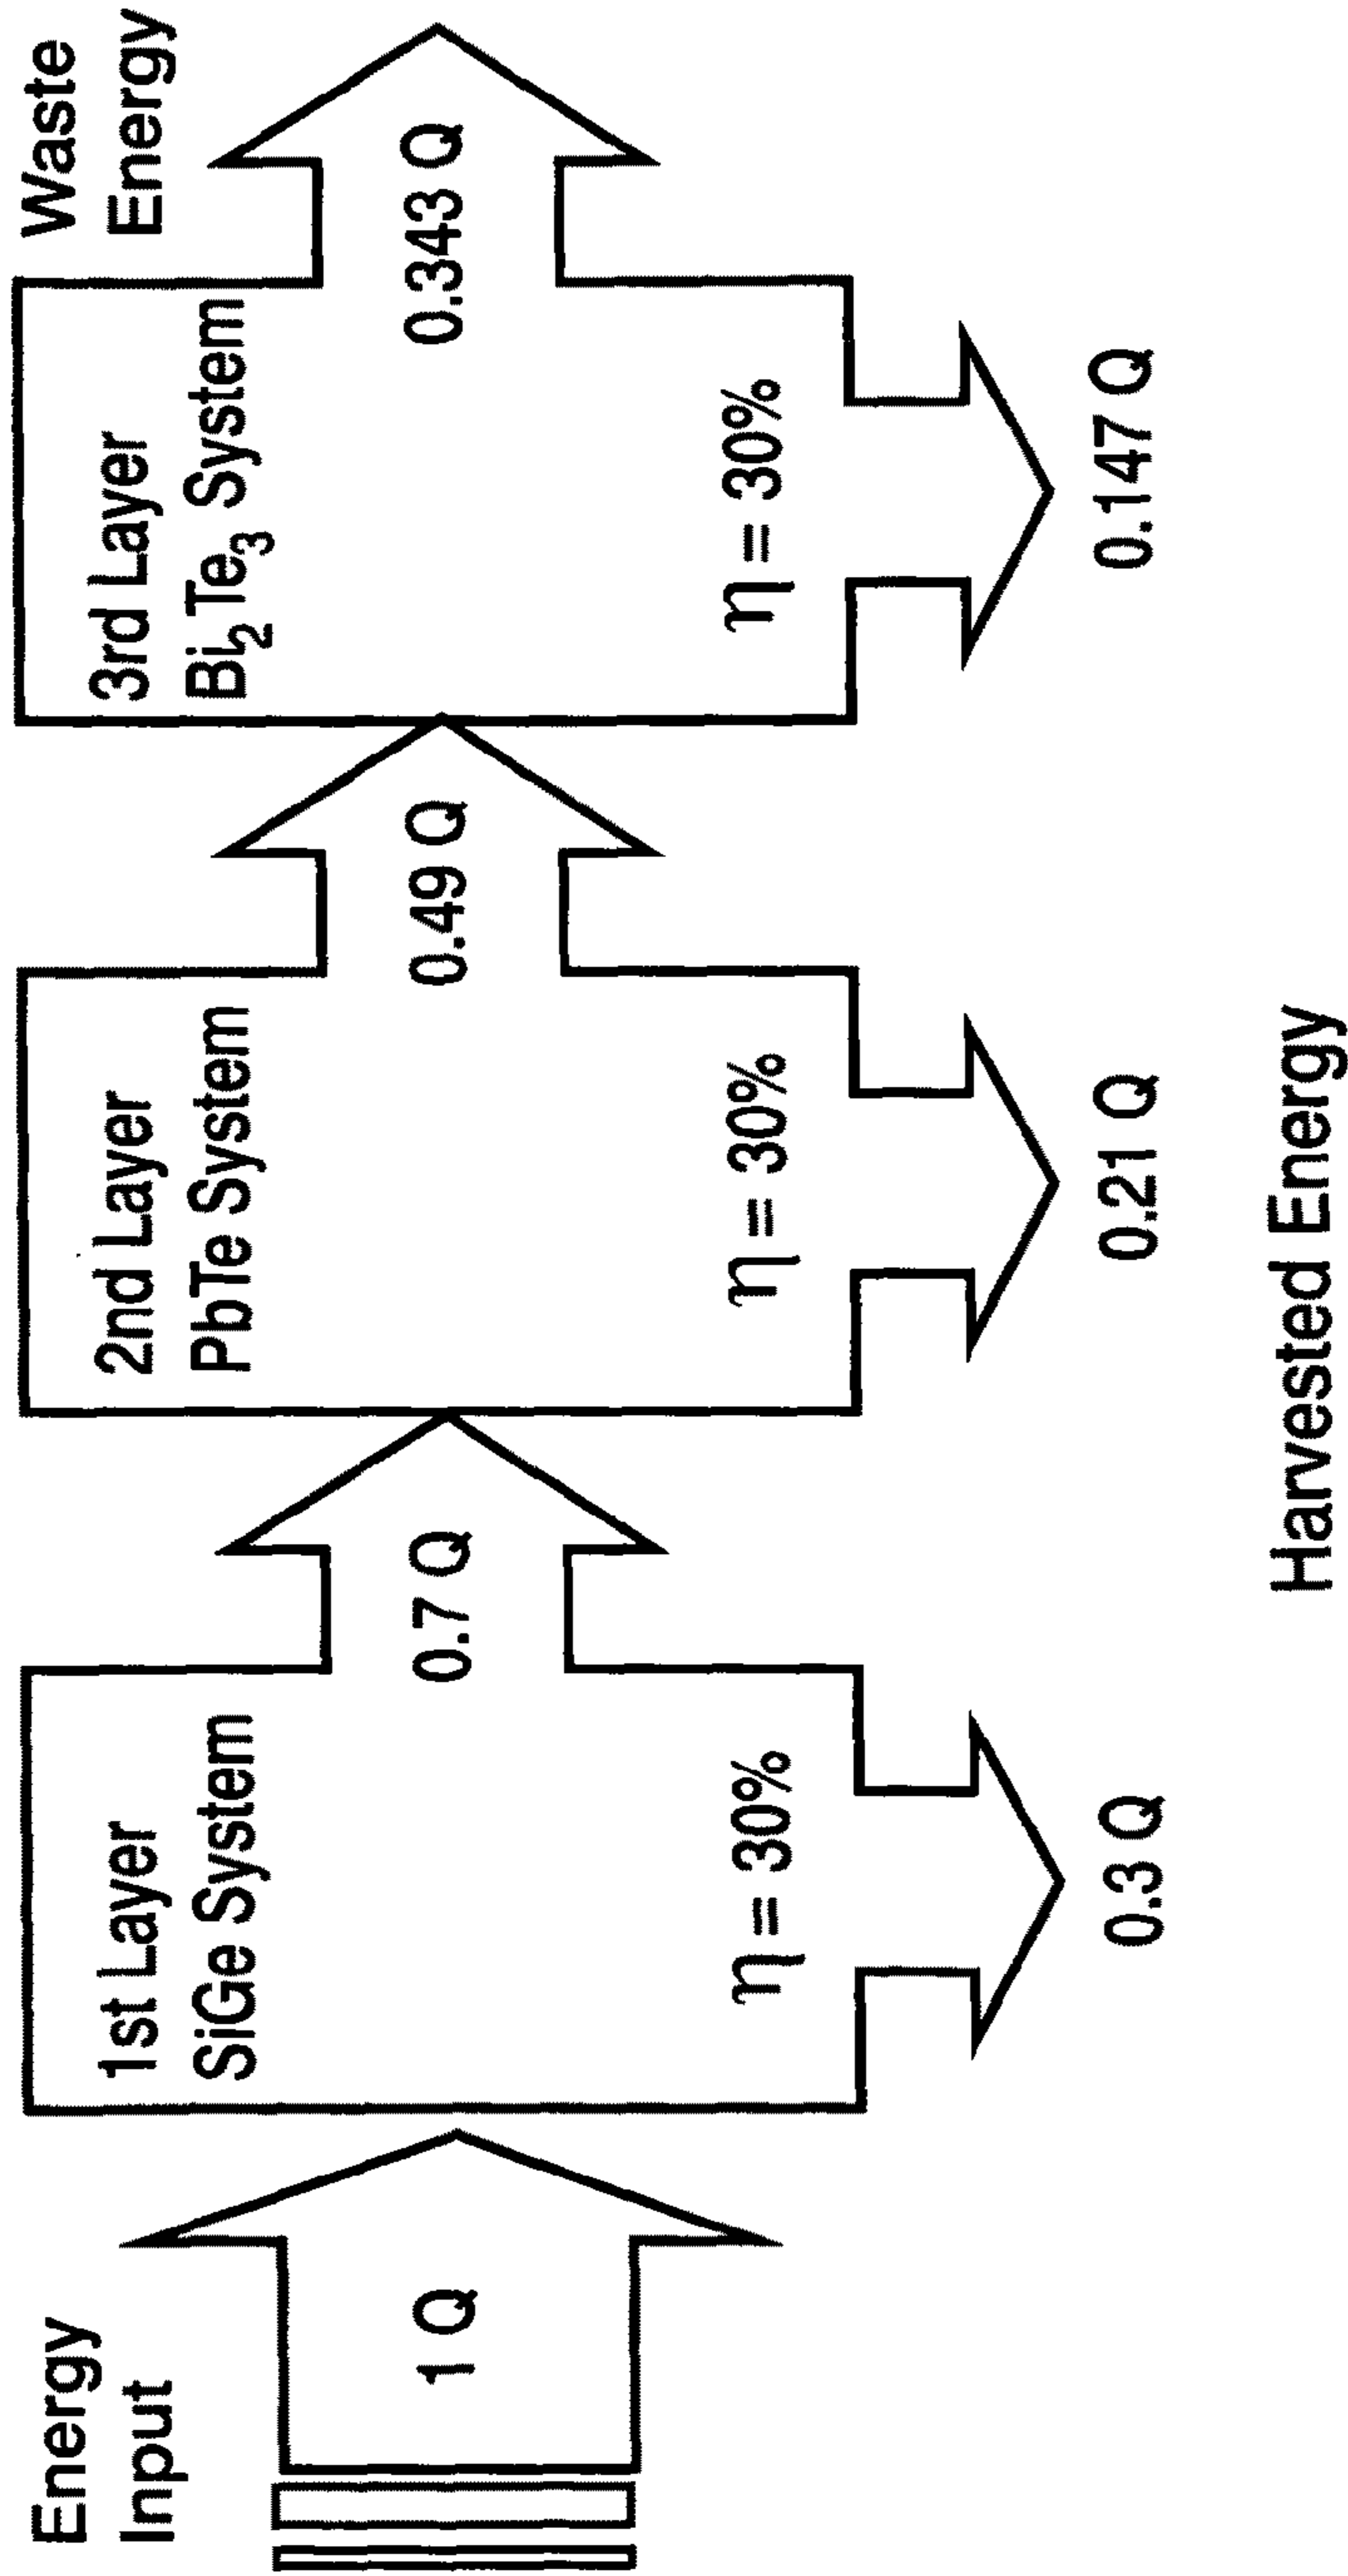 Energy
Input
1 Q
1st Layer
SiGe System
η = 30%
0.3 Q
0.7 Q
2nd Layer
PbTe System
η = 30%
0.21 Q
0.49 Q
3rd Layer
Bi₂Te₃ System
η = 30%
0.147 Q
0.343 Q
Waste
Energy
Harvested Energy